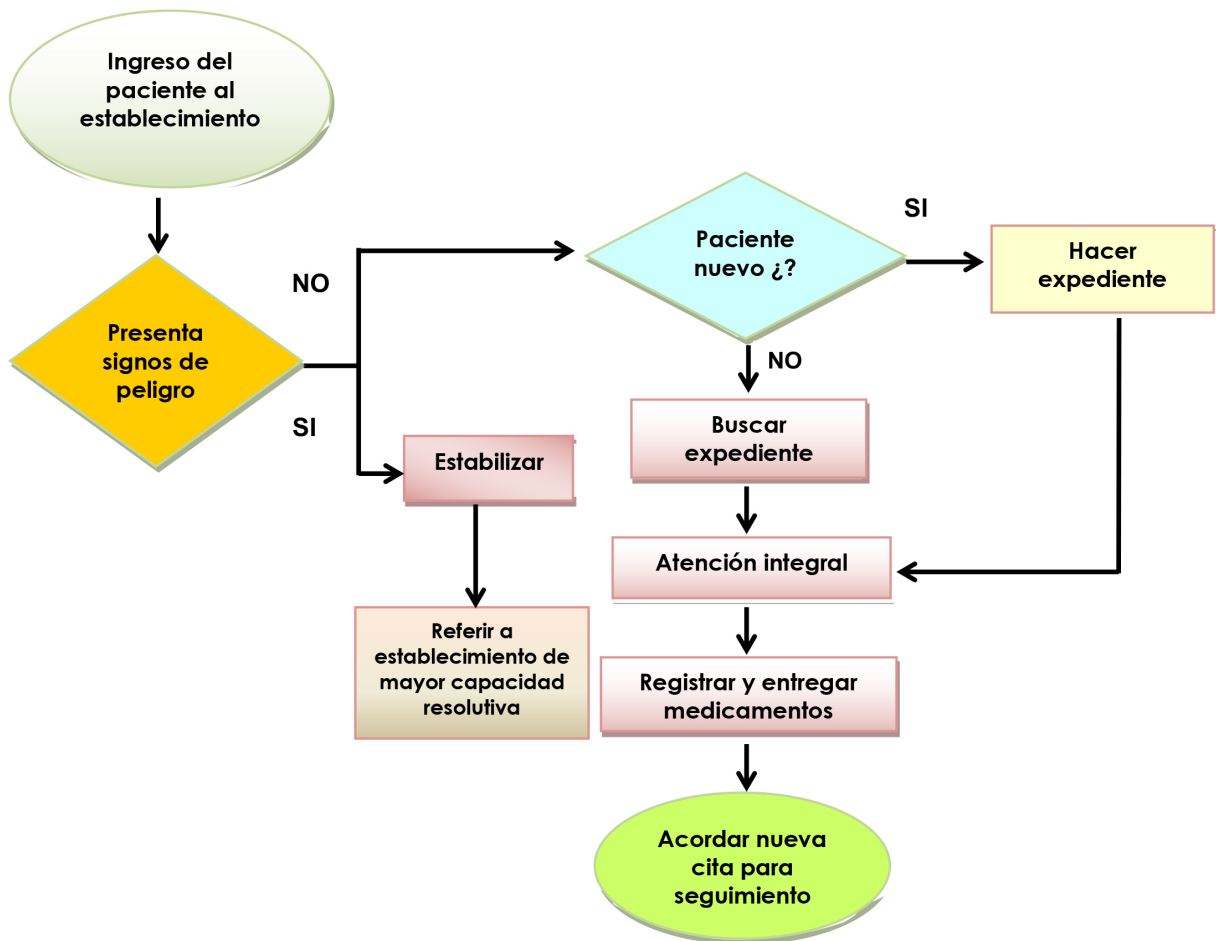 Ingreso del
paciente al
establecimiento
Presenta
signos de
peligro
NO
SI
Estabilizar
Referir a
establecimiento de
mayor capacidad
resolutiva
Paciente
nuevo ¿?
SI
Hacer
expediente
NO
Buscar
expediente
Atención integral
Registrar y entregar
medicamentos
Acordar nueva
cita para
seguimiento